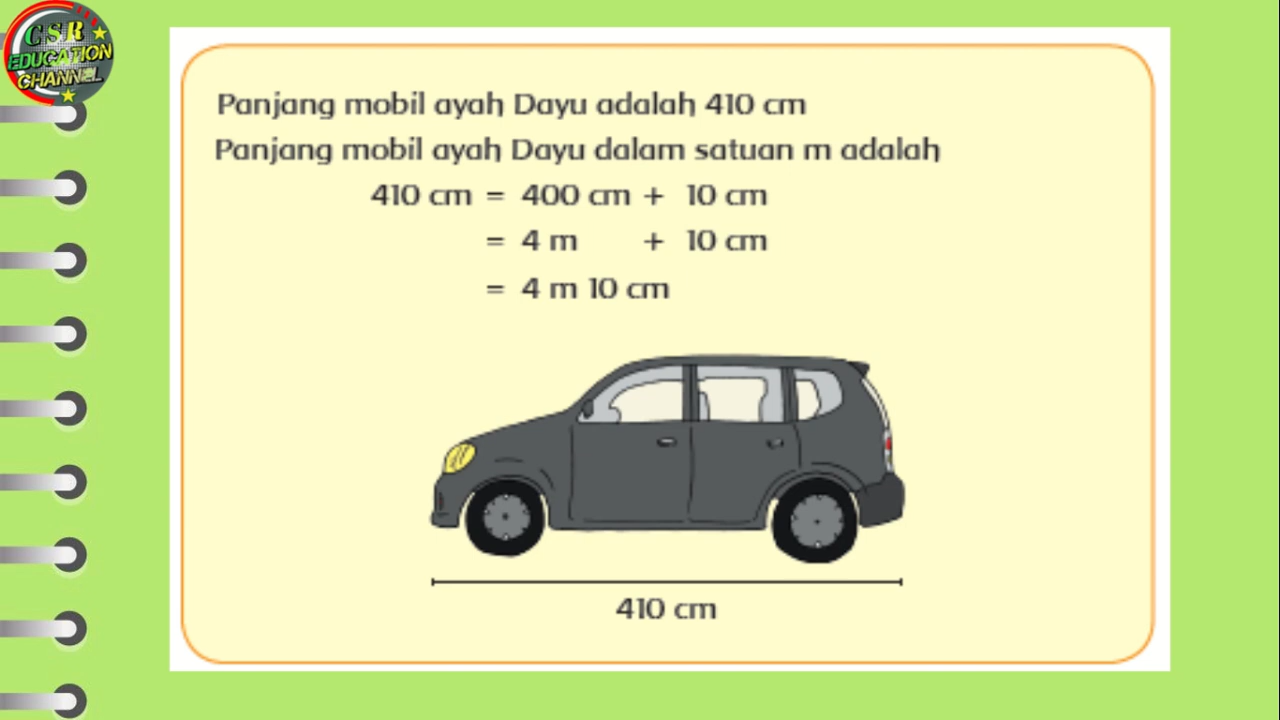 CSR
EDUCATION
CHANNEL
Panjang mobil ayah Dayu adalah 410 cm
Panjang mobil ayah Dayu dalam satuan m adalah
410 cm = 400 cm + 10 cm
= 4 m + 10 cm
= 4 m 10 cm
410 cm